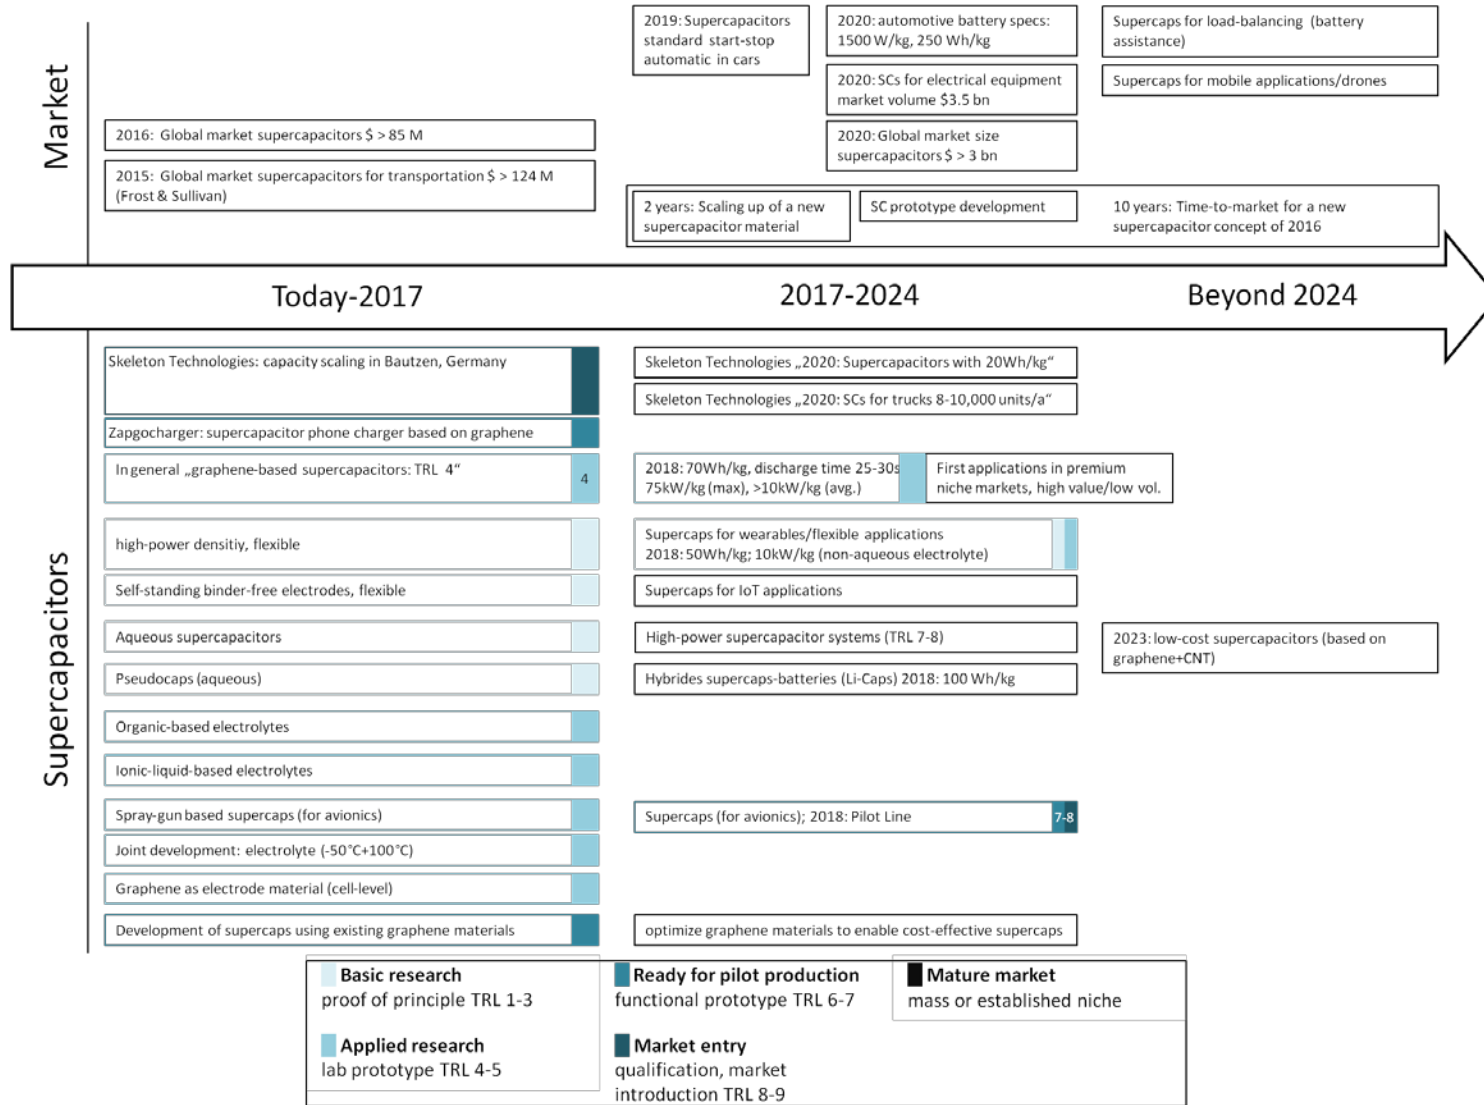 Market
2019: Supercapacitors
standard start-stop
automatic in cars
2020: automotive battery specs:
1500 W/kg, 250 Wh/kg
Supercaps for load-balancing (battery
assistance)
2020: SCs for electrical equipment
market volume $3.5 bn
Supercaps for mobile applications/drones
2016: Global market supercapacitors $ > 85 M
2020: Global market size
supercapacitors $ > 3 bn
2015: Global market supercapacitors for transportation $ > 124 M
(Frost & Sullivan)
2 years: Scaling up of a new
supercapacitor material
SC prototype development
10 years: Time-to-market for a new
supercapacitor concept of 2016
Today-2017
2017-2024
Beyond 2024
Supercapacitors
Skeleton Technologies: capacity scaling in Bautzen, Germany
Skeleton Technologies „2020: Supercapacitors with 20Wh/kg“
Skeleton Technologies „2020: SCs for trucks 8-10,000 units/a“
Zapgocharger: supercapacitor phone charger based on graphene
In general „graphene-based supercapacitors: TRL 4“
4
2018: 70Wh/kg, discharge time 25-30s
75kW/kg (max), >10kW/kg (avg.)
First applications in premium
niche markets, high value/low vol.
high-power densitiy, flexible
Supercaps for wearables/flexible applications
2018: 50Wh/kg; 10kW/kg (non-aqueous electrolyte)
Self-standing binder-free electrodes, flexible
Supercaps for IoT applications
Aqueous supercapacitors
High-power supercapacitor systems (TRL 7-8)
2023: low-cost supercapacitors (based on
graphene+CNT)
Pseudocaps (aqueous)
Hybrides supercaps-batteries (Li-Caps) 2018: 100 Wh/kg
Organic-based electrolytes
Ionic-liquid-based electrolytes
Spray-gun based supercaps (for avionics)
Supercaps (for avionics); 2018: Pilot Line
7-8
Joint development: electrolyte (-50°C+100°C)
Graphene as electrode material (cell-level)
Development of supercaps using existing graphene materials
optimize graphene materials to enable cost-effective supercaps
Basic research
proof of principle TRL 1-3
Ready for pilot production
functional prototype TRL 6-7
Mature market
mass or established niche
Applied research
lab prototype TRL 4-5
Market entry
qualification, market
introduction TRL 8-9